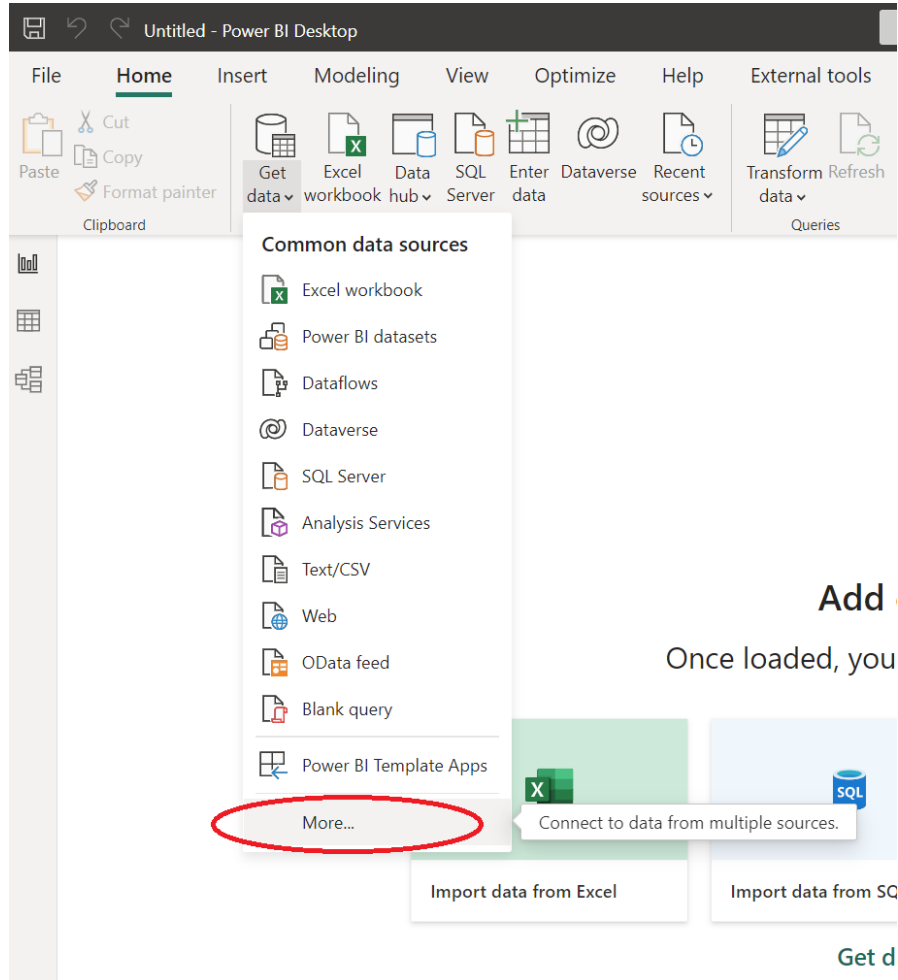 Untitled - Power BI Desktop
File Home Insert Modeling View Optimize Help External tools
Paste
Cut
Copy
Format painter
Clipboard
Get data
Excel workbook
Data hub
SQL Server
Enter data
Dataverse
Recent sources
Transform data
Refresh
Queries
Common data sources
Excel workbook
Power BI datasets
Dataflows
Dataverse
SQL Server
Analysis Services
Text/CSV
Web
OData feed
Blank query
Power BI Template Apps
More...
Connect to data from multiple sources.
Add
Once loaded, you
X
SQL
Import data from Excel
Import data from SQ
Get d